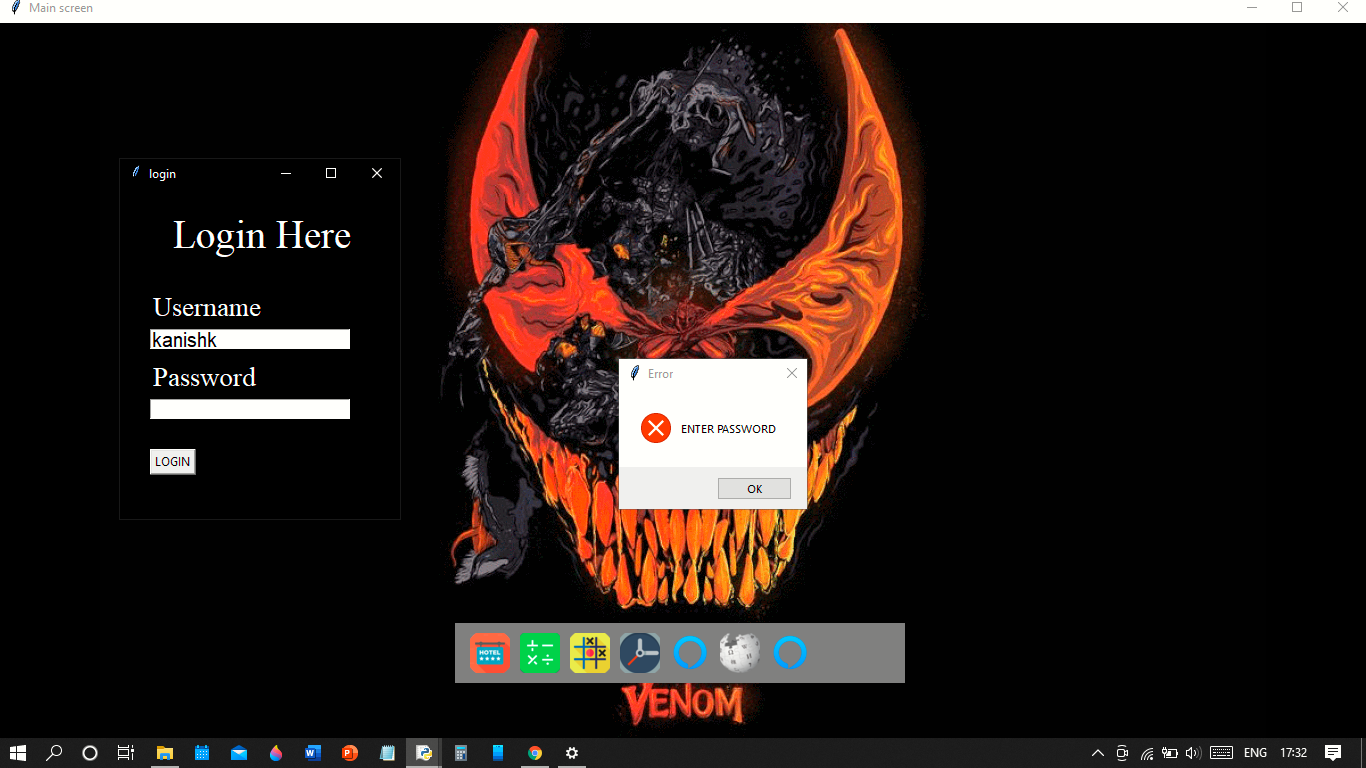 Main screen
login
Login Here
Username
kanishk
Password
LOGIN
Error
ENTER PASSWORD
OK
HOTEL
VENOM
ENG
17:32